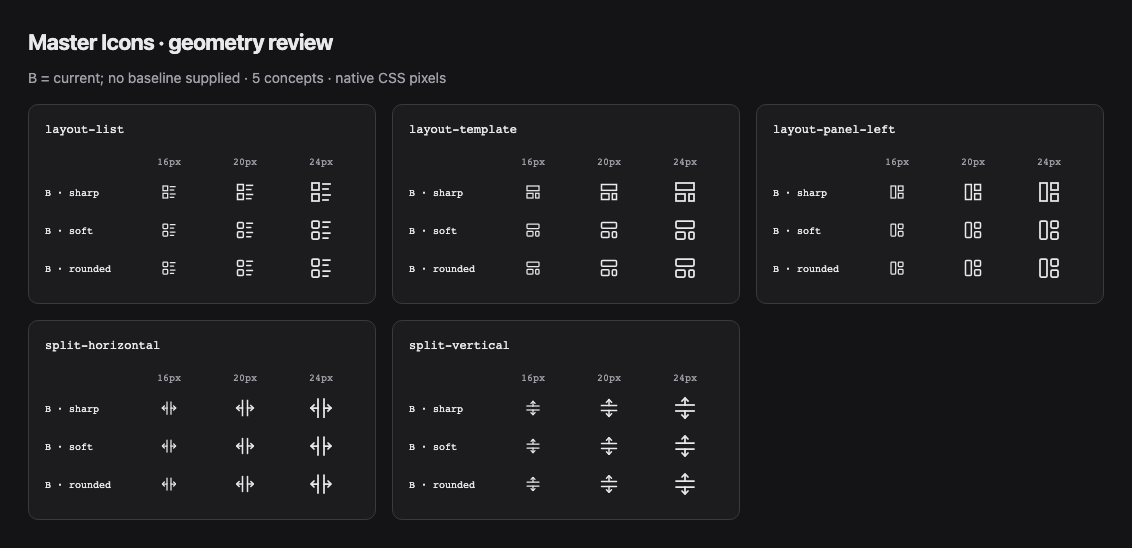 Master Icons · geometry review
B = current; no baseline supplied · 5 concepts · native CSS pixels
layout-list
16px 20px 24px
B · sharp
B · soft
B · rounded
layout-template
16px 20px 24px
B · sharp
B · soft
B · rounded
layout-panel-left
16px 20px 24px
B · sharp
B · soft
B · rounded
split-horizontal
16px 20px 24px
B · sharp
B · soft
B · rounded
split-vertical
16px 20px 24px
B · sharp
B · soft
B · rounded